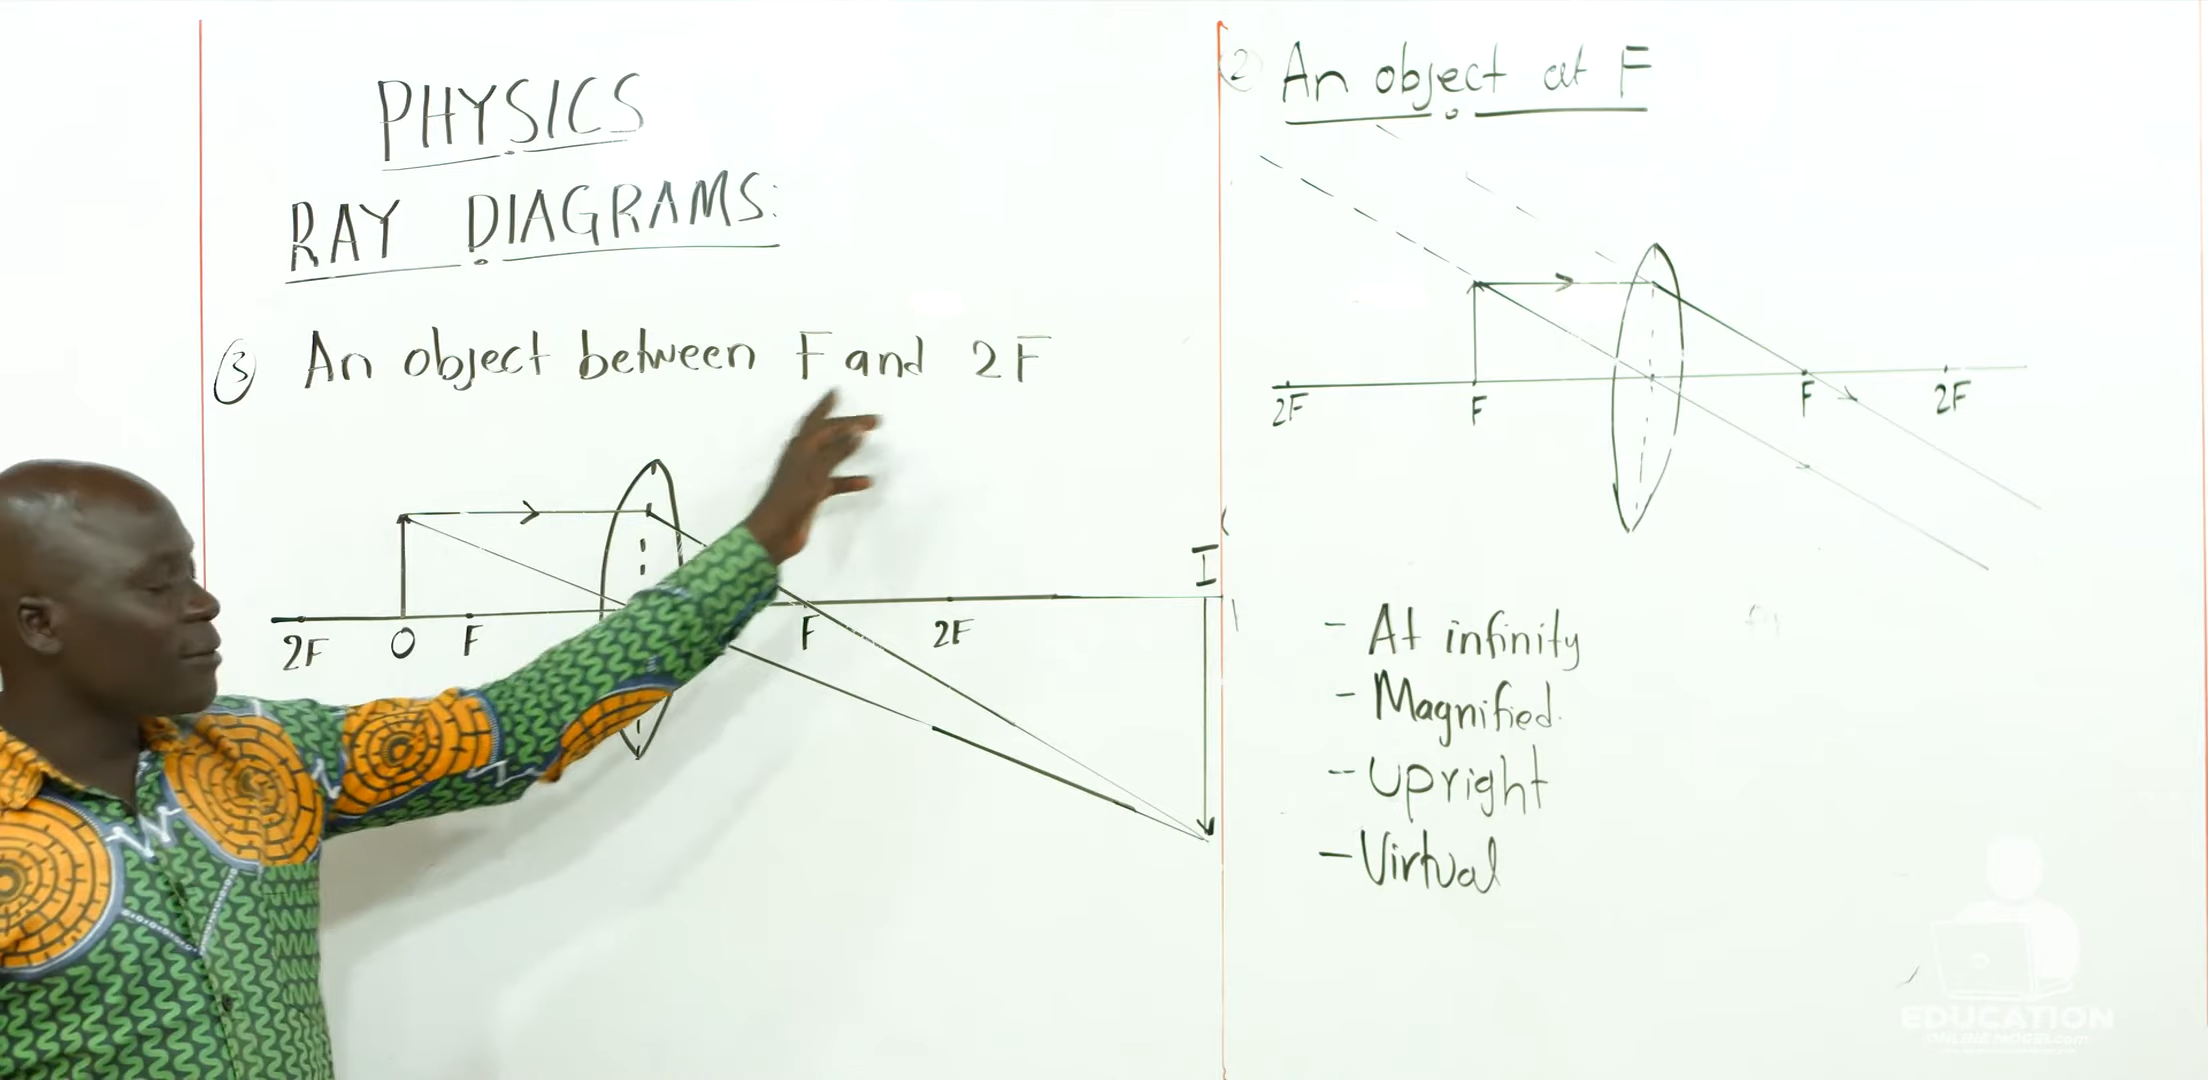 PHYSICS
RAY DIAGRAMS:
③ An object between F and 2F
I
2F O F F 2F
② An object at F
2F F F 2F
- At infinity
- Magnified.
- Upright
- Virtual
EDUCATION